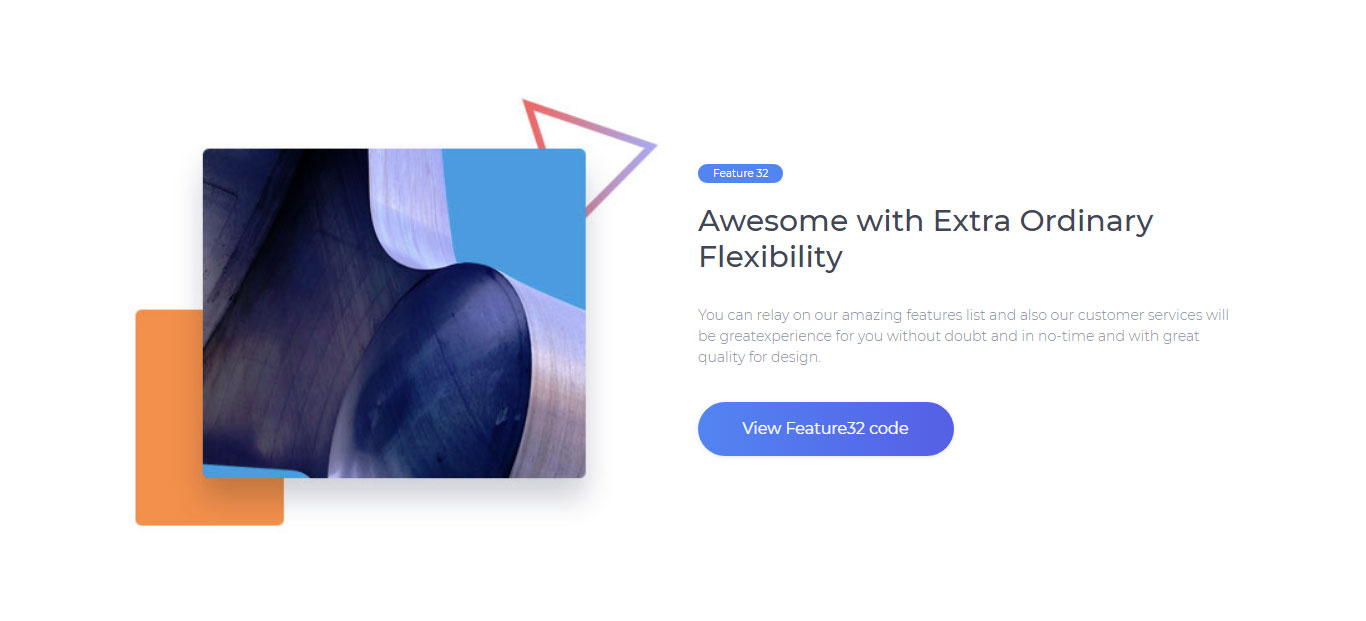 Feature 32
Awesome with Extra Ordinary
Flexibility
You can relay on our amazing features list and also our customer services will
be greatexperience for you without doubt and in no-time and with great
quality for design.
View Feature32 code